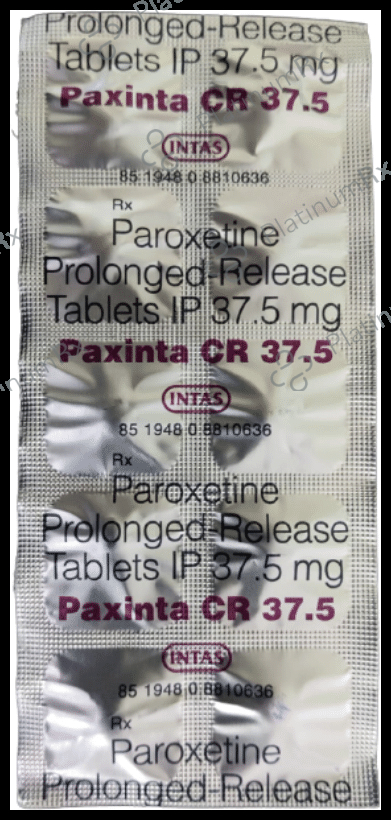 Prolonged-Release
Tablets IP 37.5 mg
Paxinta CR 37.5
INTAS
85 1948 0 8810636
Rx
Paroxetine
Prolonged-Release
Tablets IP 37.5 mg
Paxinta CR 37.5
INTAS
85 1948 0 8810636
Rx
Paroxetine
Prolonged-Release
Tablets IP 37.5 mg
Paxinta CR 37.5
INTAS
85 1948 0 8810636
Rx
Paroxetine
Prolonged-Release
PlatinumRx